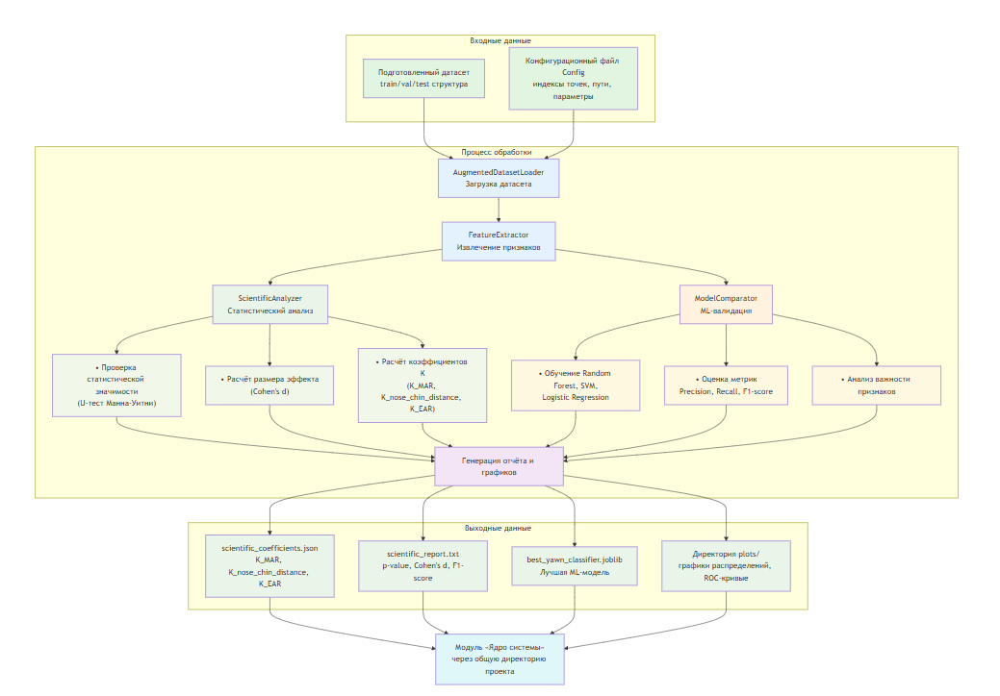 Входные данные
Подготовленный датасет
train/val/test структура
Конфигурационный файл
Config
индексы точек, пути,
параметры
Процесс обработки
AugmentedDatasetLoader
Загрузка датасета
FeatureExtractor
Извлечение признаков
ScientificAnalyzer
Статистический анализ
ModelComparator
ML-валидация
• Проверка
статистической
значимости
(U-тест Манна-Уитни)
• Расчёт размера эффекта
(Cohen's d)
• Расчёт коэффициентов
K
(K_MAR,
K_nose_chin_distance,
K_EAR)
• Обучение Random
Forest, SVM,
Logistic Regression
• Оценка метрик
Precision, Recall, F1-score
• Анализ важности
признаков
Генерация отчёта и
графиков
Выходные данные
scientific_coefficients.json
K_MAR,
K_nose_chin_distance,
K_EAR
scientific_report.txt
p-value, Cohen's d, F1-
score
best_yawn_classifier.joblib
Лучшая ML-модель
Директория plots/
графики распределений,
ROC-кривые
Модуль «Ядро системы»
через общую директорию
проекта